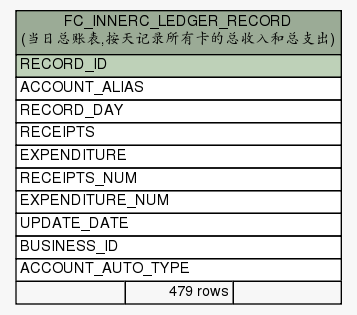 FC_INNERC_LEDGER_RECORD
(当日总账表,按天记录所有卡的总收入和总支出)
RECORD_ID
ACCOUNT_ALIAS
RECORD_DAY
RECEIPTS
EXPENDITURE
RECEIPTS_NUM
EXPENDITURE_NUM
UPDATE_DATE
BUSINESS_ID
ACCOUNT_AUTO_TYPE
479 rows